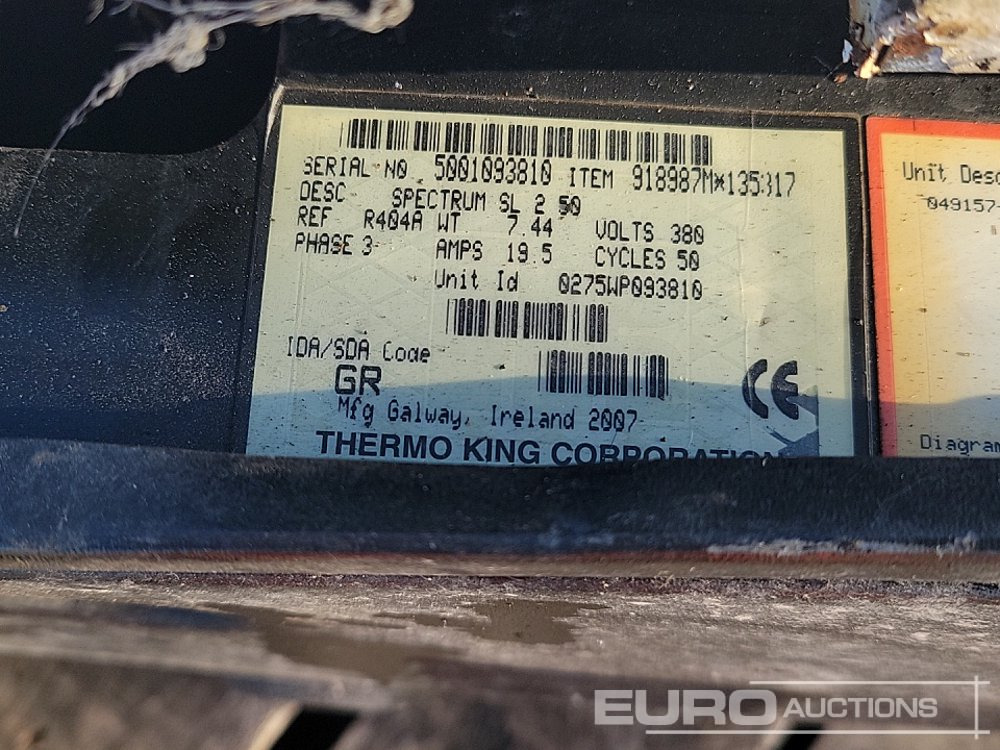 SERIAL NO 5001093810 ITEM 918987M*135317
DESC SPECTRUM SL 2 50
REF R404A WT 7.44 VOLTS 380
PHASE 3 AMPS 19.5 CYCLES 50
Unit Id 0275WP093810
IDA/SDA Code
GR
Mfg Galway, Ireland 2007
THERMO KING CORPORATION
CE
Unit Desc
049157-
Diagram
EURO AUCTIONS